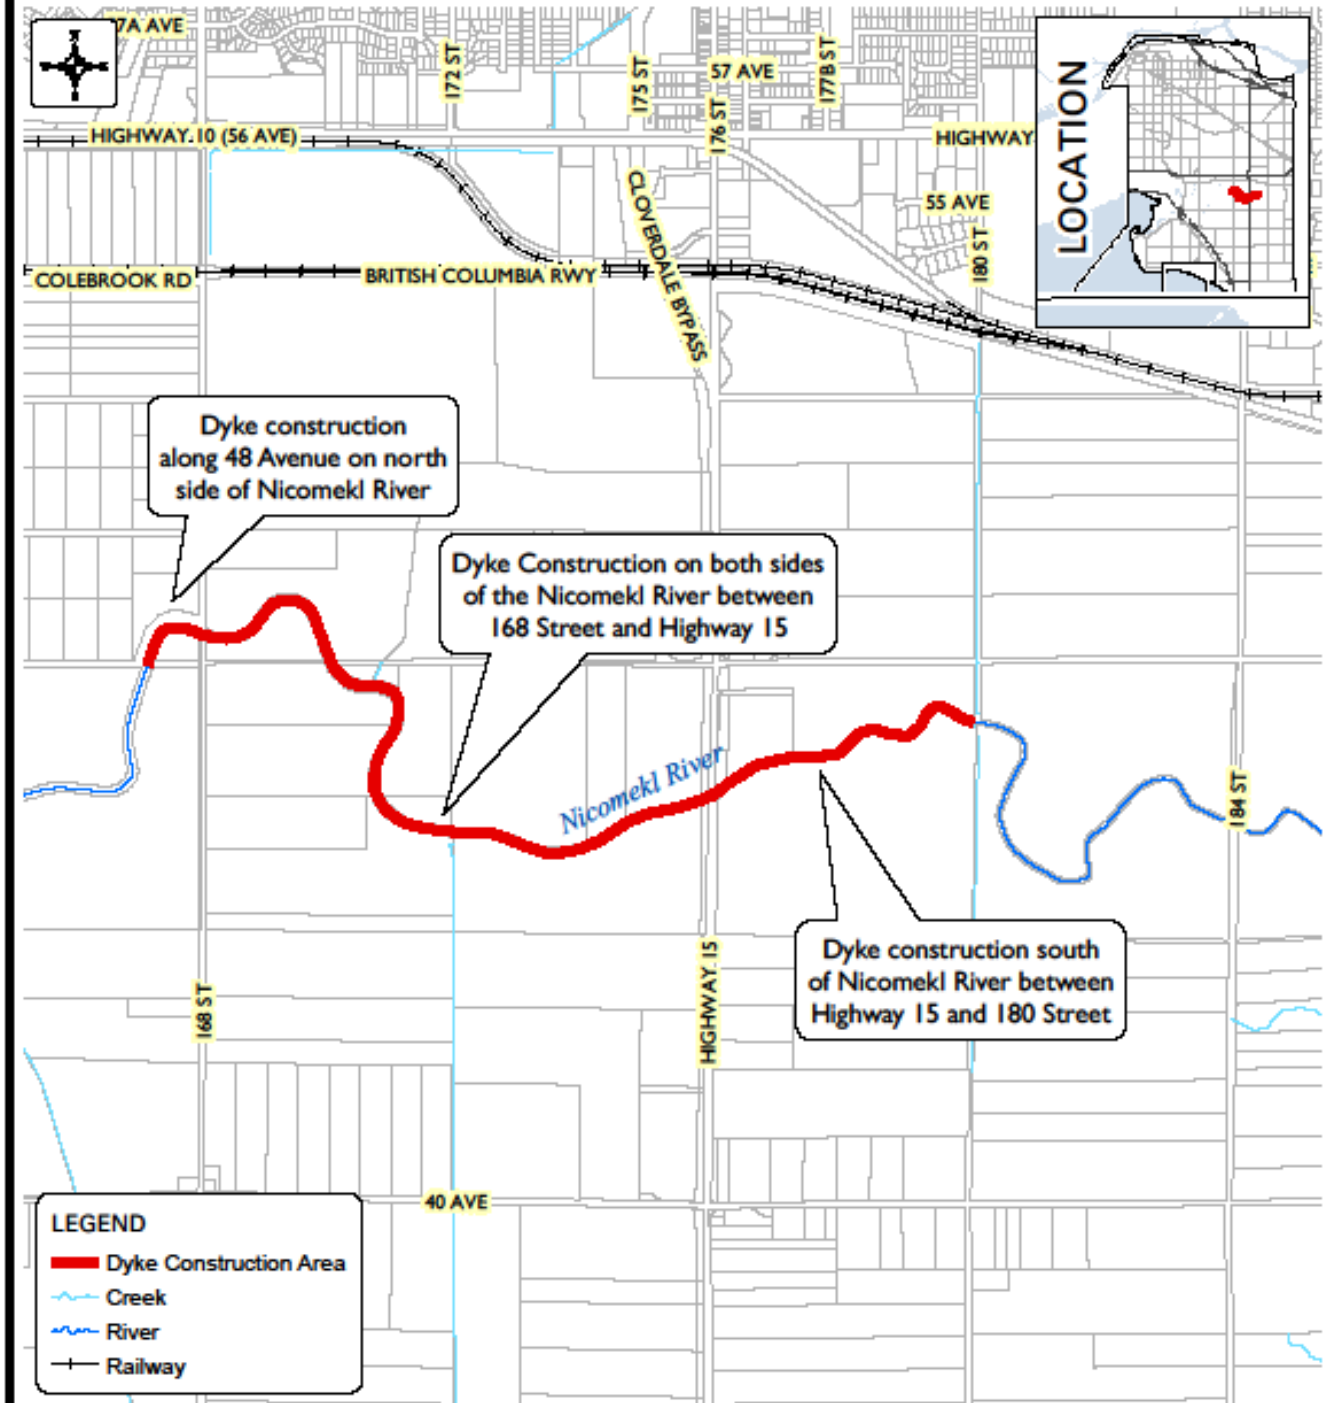 7A AVE
172 ST
175 ST
57 AVE
177B ST
176 ST
HIGHWAY.10 (56 AVE)
HIGHWAY
LOCATION
55 AVE
180 ST
CLOVERDALE BYPASS
COLEBROOK RD
BRITISH COLUMBIA RWY
Dyke construction
along 48 Avenue on north
side of Nicomekl River
Dyke Construction on both sides
of the Nicomekl River between
168 Street and Highway 15
Nicomekl River
184 ST
Dyke construction south
of Nicomekl River between
Highway 15 and 180 Street
168 ST
HIGHWAY.15
40 AVE
LEGEND
Dyke Construction Area
Creek
River
Railway